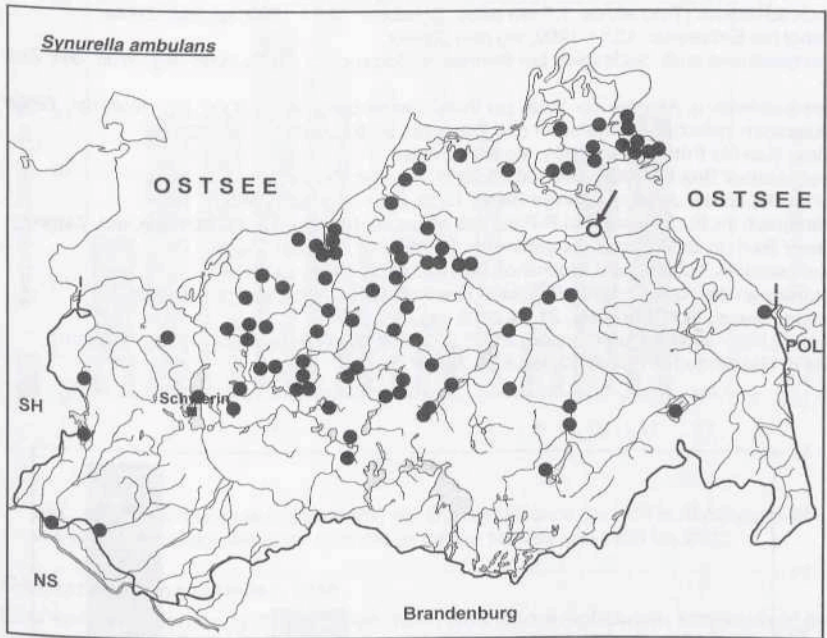 Synurella ambulans
OSTSEE
OSTSEE
POL
SH
Schwerin
NS
Brandenburg